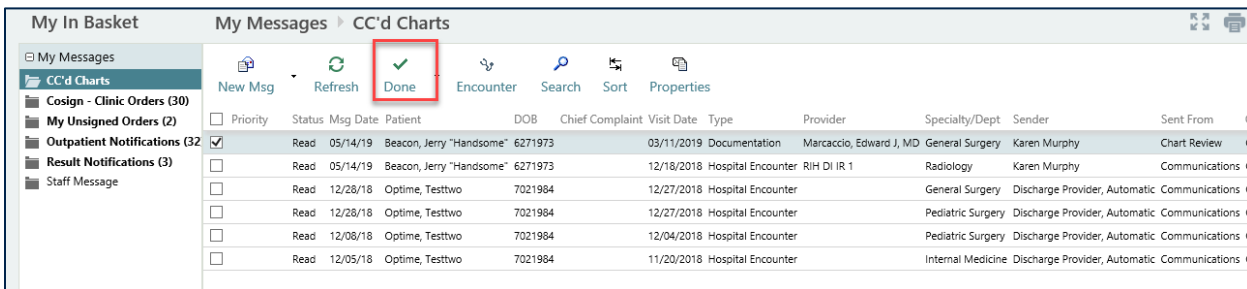 My In Basket
My Messages CC'd Charts
My Messages
CC'd Charts
Cosign - Clinic Orders (30)
My Unsigned Orders (2)
Outpatient Notifications (32
Result Notifications (3)
Staff Message
New Msg Refresh Done Encounter Search Sort Properties
Priority Status Msg Date Patient DOB Chief Complaint Visit Date Type Provider Specialty/Dept Sender Sent From
Read 05/14/19 Beacon, Jerry "Handsome" 6271973 03/11/2019 Documentation Marcaccio, Edward J, MD General Surgery Karen Murphy Chart Review
Read 05/14/19 Beacon, Jerry "Handsome" 6271973 12/18/2018 Hospital Encounter RIH DI IR 1 Radiology Karen Murphy Communications
Read 12/28/18 Optime, Testtwo 7021984 12/27/2018 Hospital Encounter General Surgery Discharge Provider, Automatic Communications
Read 12/28/18 Optime, Testtwo 7021984 12/27/2018 Hospital Encounter Pediatric Surgery Discharge Provider, Automatic Communications
Read 12/08/18 Optime, Testtwo 7021984 12/04/2018 Hospital Encounter Pediatric Surgery Discharge Provider, Automatic Communications
Read 12/05/18 Optime, Testtwo 7021984 11/20/2018 Hospital Encounter Internal Medicine Discharge Provider, Automatic Communications